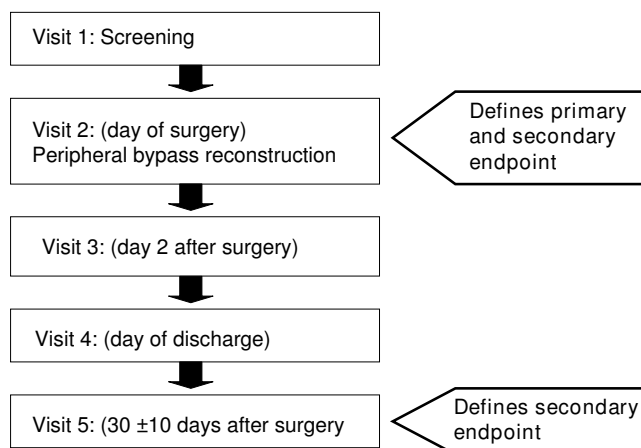 Visit 1: Screening
Visit 2: (day of surgery)
Peripheral bypass reconstruction
Defines primary
and secondary
endpoint
Visit 3: (day 2 after surgery)
Visit 4: (day of discharge)
Visit 5: (30 ±10 days after surgery
Defines secondary
endpoint